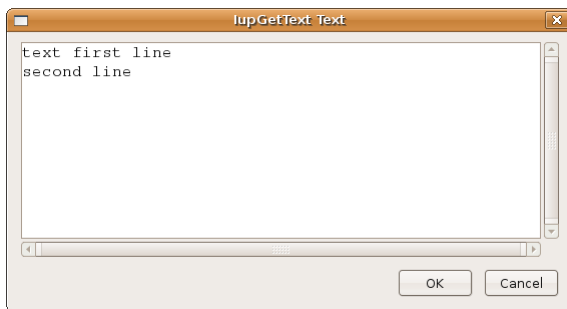 IupGetText Text
text first line
second line
OK
Cancel